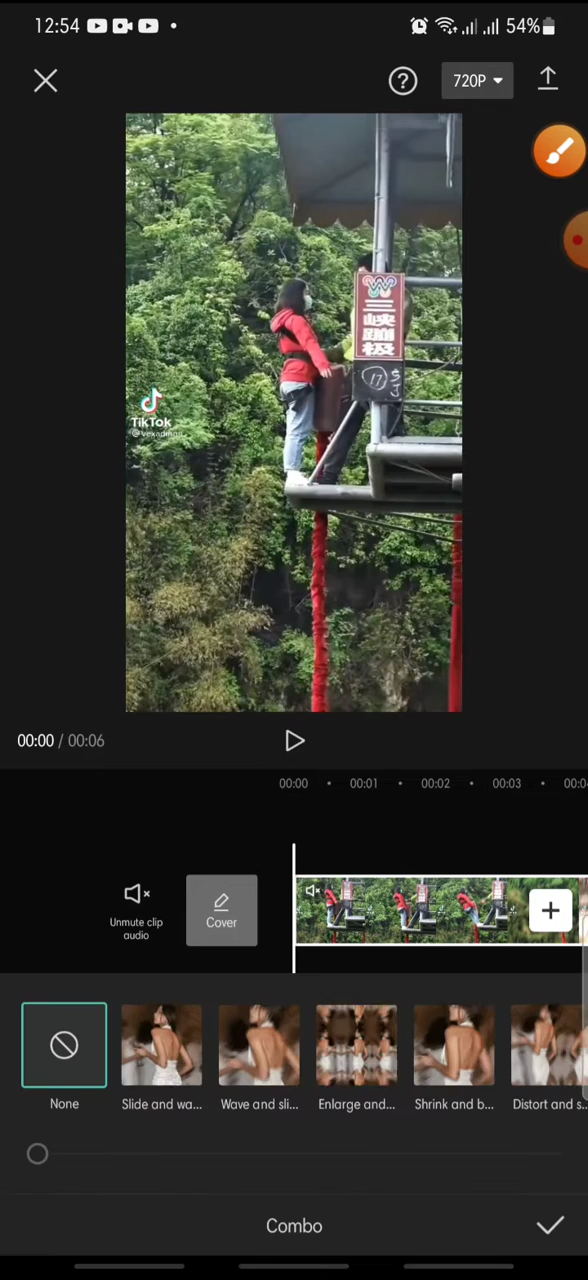 12:54
54%
720P
三
峡
蹦
极
17
TikTok
00:00 / 00:06
00:00
00:01
00:02
00:03
Unmute clip
audio
Cover
None
Slide and wa...
Wave and sli...
Enlarge and...
Shrink and b...
Distort and s...
Combo